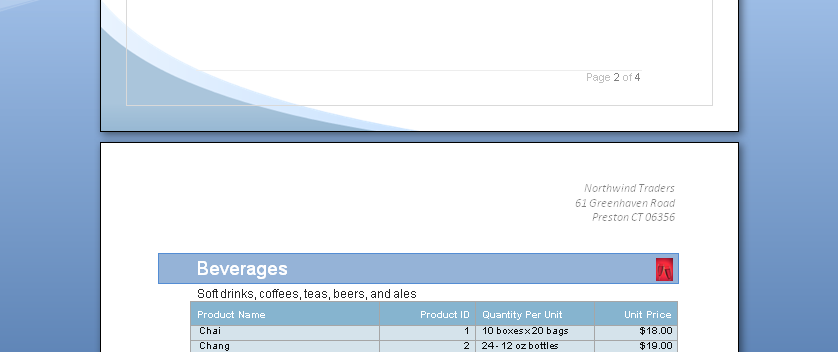 Page 2 of 4
Northwind Traders
61 Greenhaven Road
Preston CT 06356
Beverages
Soft drinks, coffees, teas, beers, and ales
Product Name Product ID Quantity Per Unit Unit Price
Chai 1 10 boxes x 20 bags $18.00
Chang 2 24 - 12 oz bottles $19.00